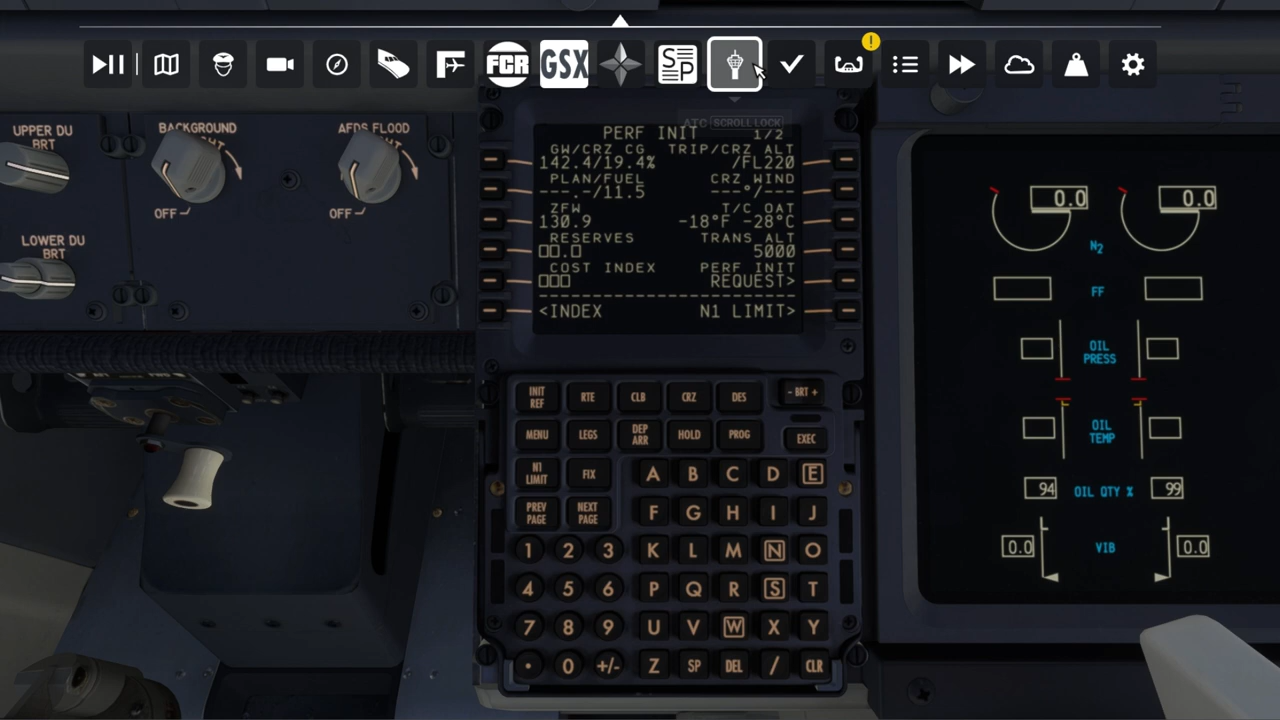 FCR
GSX
SP
!
ATC SCROLL LOCK
UPPER DU
BRT
BACKGROUND
AFDS FLOOD
OFF
OFF
LOWER DU
BRT
PERF INIT 1/2
GW/CRZ CG TRIP/CRZ ALT
142.4/19.4% /FL220
PLAN/FUEL CRZ WIND
---.-/11.5 ---°/---
ZFW T/C OAT
130.9 -18°F -28°C
RESERVES TRANS ALT
□□.□ 5000
COST INDEX PERF INIT
□□□ REQUEST>
<INDEX N1 LIMIT>
INIT
REF
RTE
CLB
CRZ
DES
- BRT +
MENU
LEGS
DEP
ARR
HOLD
PROG
EXEC
N1
LIMIT
FIX
A B C D E
PREV
PAGE
NEXT
PAGE
F G H I J
1 2 3 K L M N O
4 5 6 P Q R S T
7 8 9 U V W X Y
. 0 +/- Z SP DEL / CLR
0.0 0.0
N2
FF
OIL
PRESS
OIL
TEMP
94 OIL QTY % 99
0.0 VIB 0.0